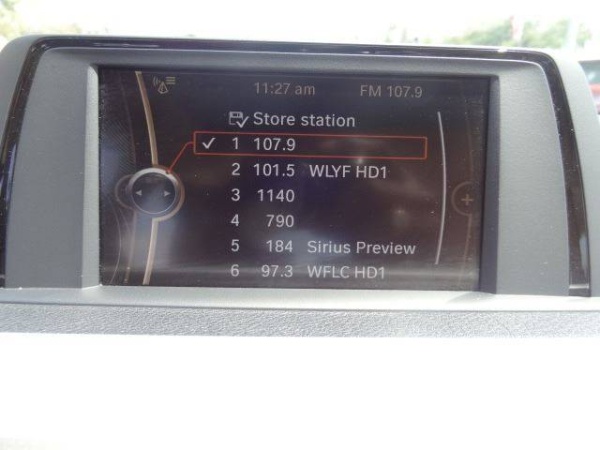 11:27 am FM 107.9
Store station
1 107.9
2 101.5 WLYF HD1
3 1140
4 790
5 184 Sirius Preview
6 97.3 WFLC HD1